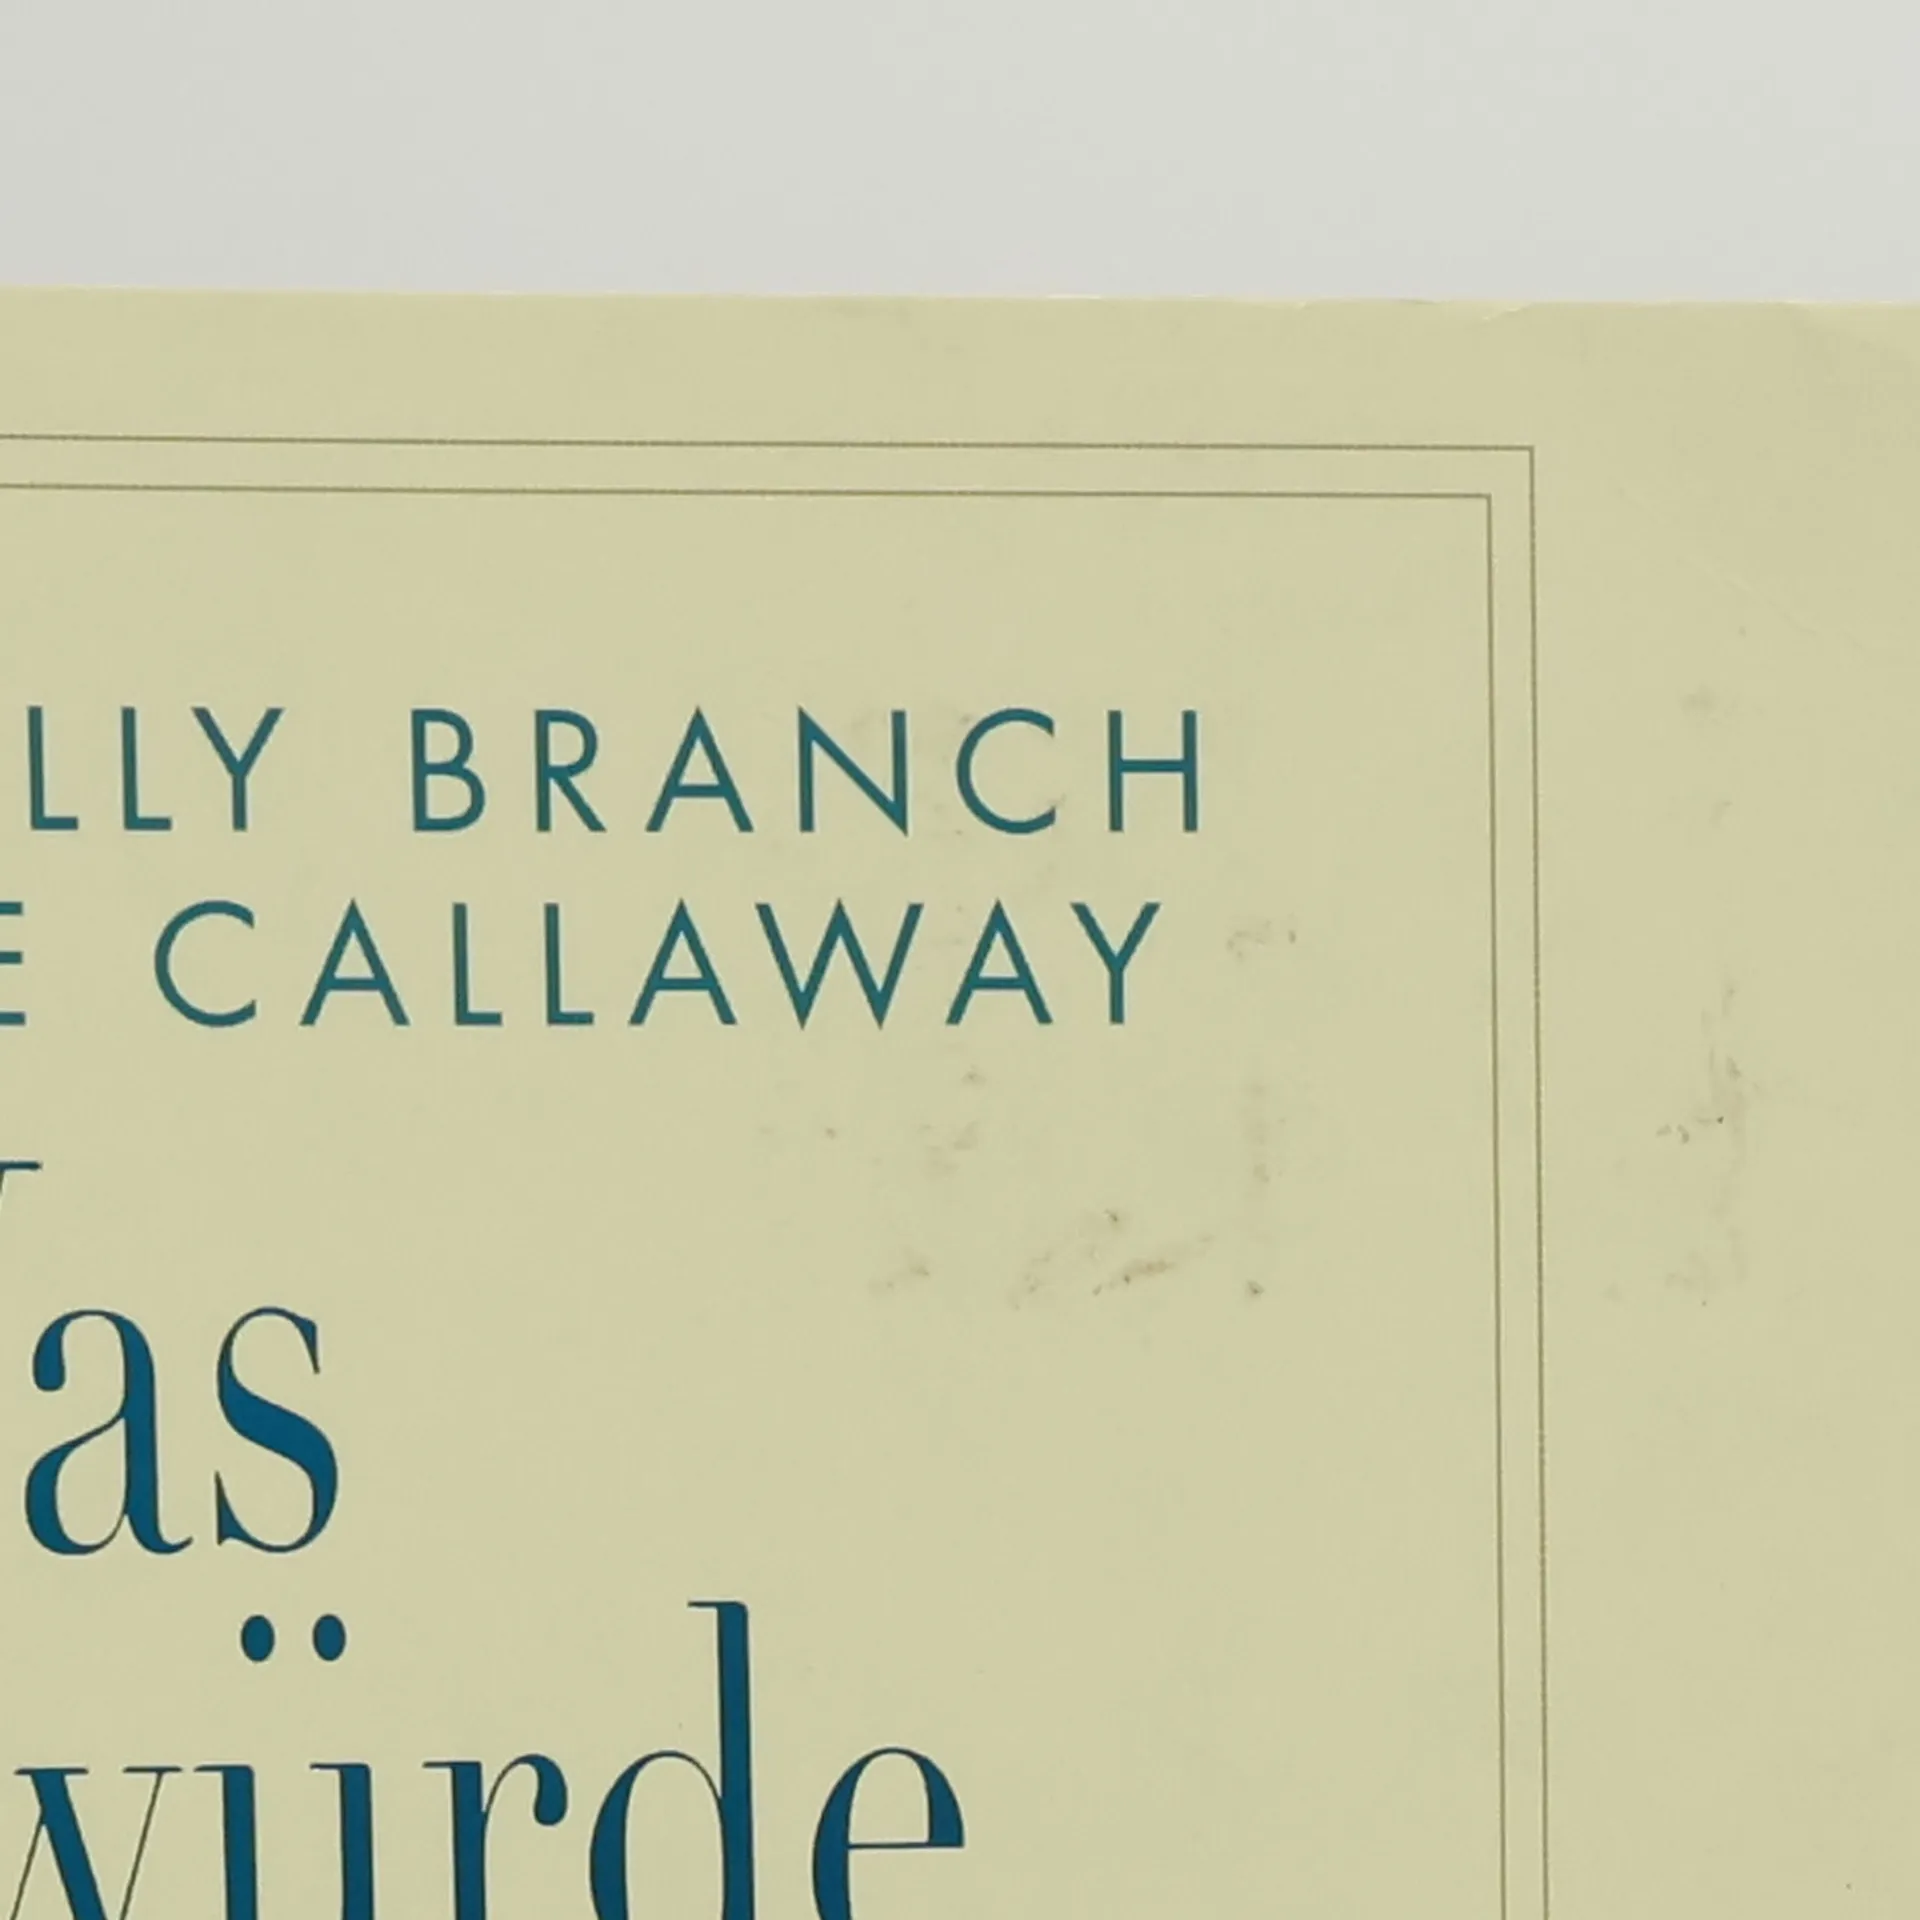 LLY BRANCH
E CALLAWAY
as
würde